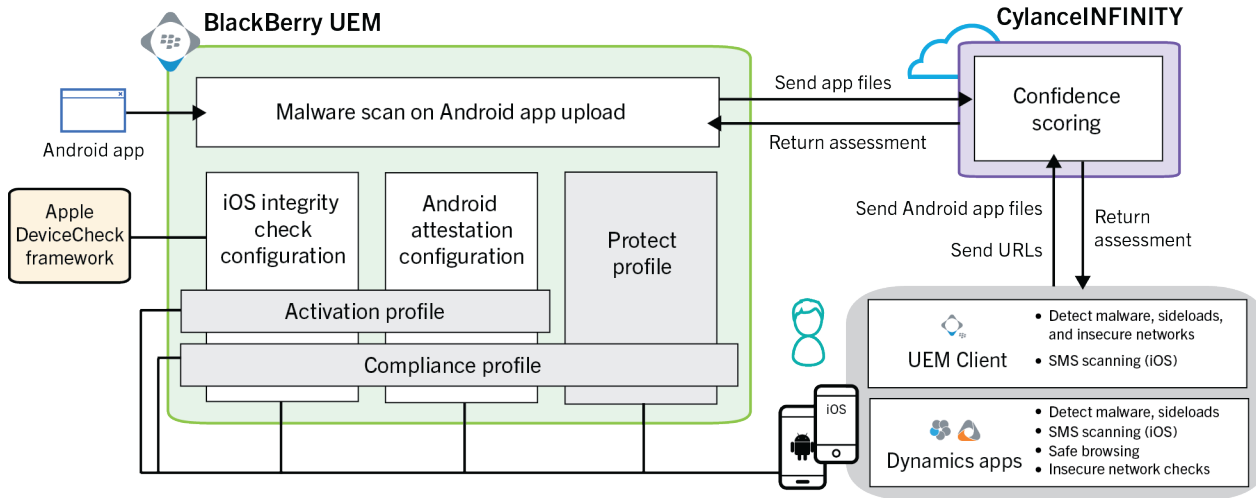 BlackBerry UEM
CylanceINFINITY
Malware scan on Android app upload
Android app
Send app files
Return assessment
Confidence
scoring
Apple
DeviceCheck
framework
iOS integrity
check
configuration
Android
attestation
configuration
Protect
profile
Activation profile
Compliance profile
Send Android app files
Send URLs
Return
assessment
iOS
UEM Client
• Detect malware, sideloads,
and insecure networks
• SMS scanning (iOS)
Dynamics apps
• Detect malware, sideloads
• SMS scanning (iOS)
• Safe browsing
• Insecure network checks